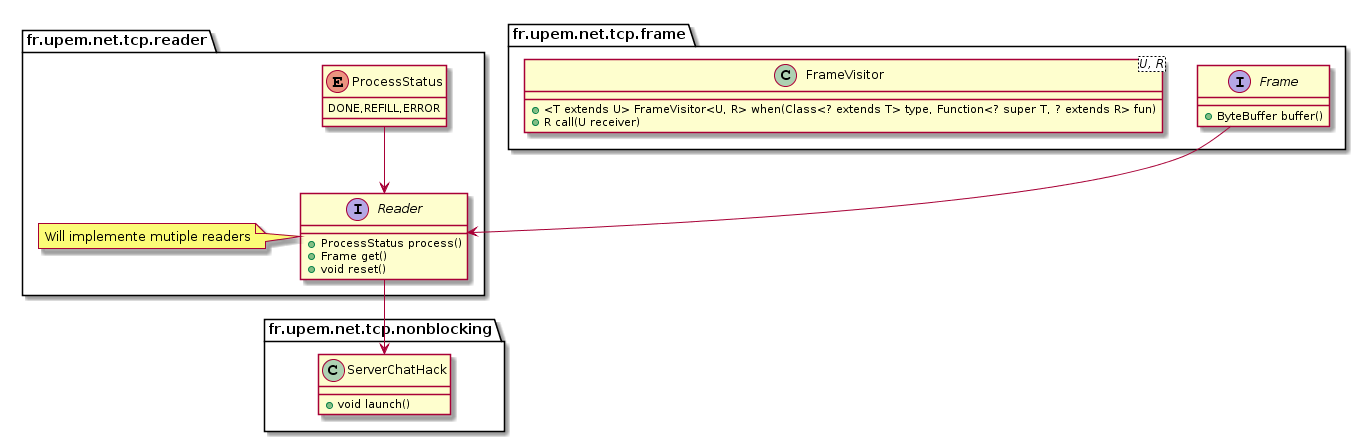 fr.upem.net.tcp.reader
E ProcessStatus
DONE,REFILL,ERROR
I Reader
ProcessStatus process()
Frame get()
void reset()
Will implemente mutiple readers
fr.upem.net.tcp.frame
C FrameVisitor
U, R
<T extends U> FrameVisitor<U, R> when(Class<? extends T> type, Function<? super T, ? extends R> fun)
R call(U receiver)
I Frame
ByteBuffer buffer()
fr.upem.net.tcp.nonblocking
C ServerChatHack
void launch()